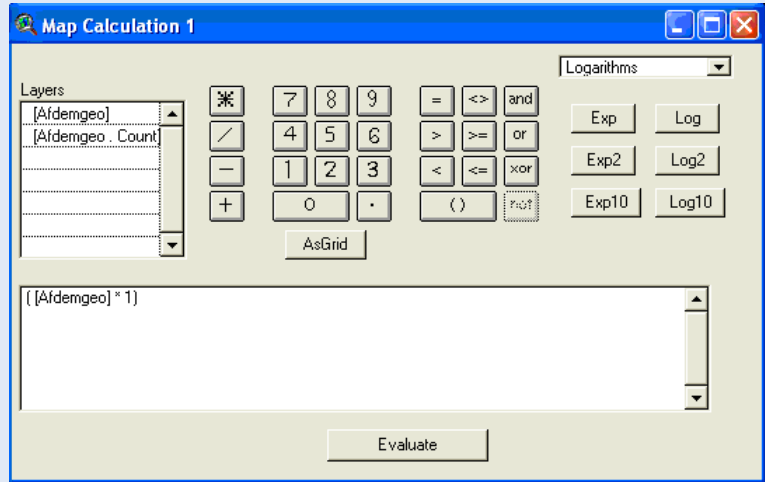 Map Calculation 1
Logarithms
Layers
[Afdemgeo]
[Afdemgeo . Count]
* 7 8 9 = <> and
/ 4 5 6 > >= or
- 1 2 3 < <= xor
+ 0 . () not
Exp Log
Exp2 Log2
Exp10 Log10
AsGrid
( [Afdemgeo] * 1)
Evaluate